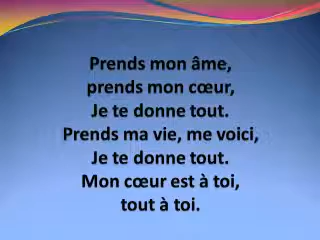 Prends mon âme,
prends mon cœur,
Je te donne tout.
Prends ma vie, me voici,
Je te donne tout.
Mon cœur est à toi,
tout à toi.